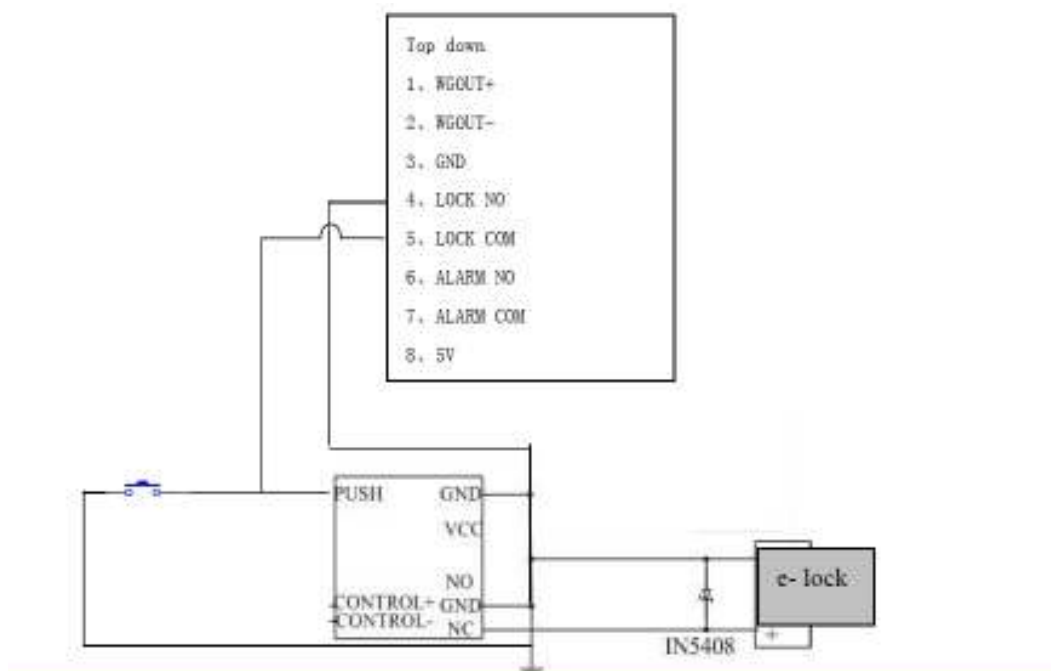 Top down
1、WGOUT+
2、WGOUT-
3、GND
4、LOCK NO
5、LOCK COM
6、ALARM NO
7、ALARM COM
8、5V
PUSH GND
VCC
NO
CONTROL+ GND
CONTROL- NC
e- lock
+
IN5408